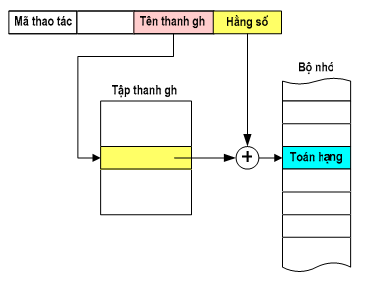 Mã thao tác
Tên thanh gh
Hằng số
Bộ nhớ
Tập thanh gh
+
Toán hạng